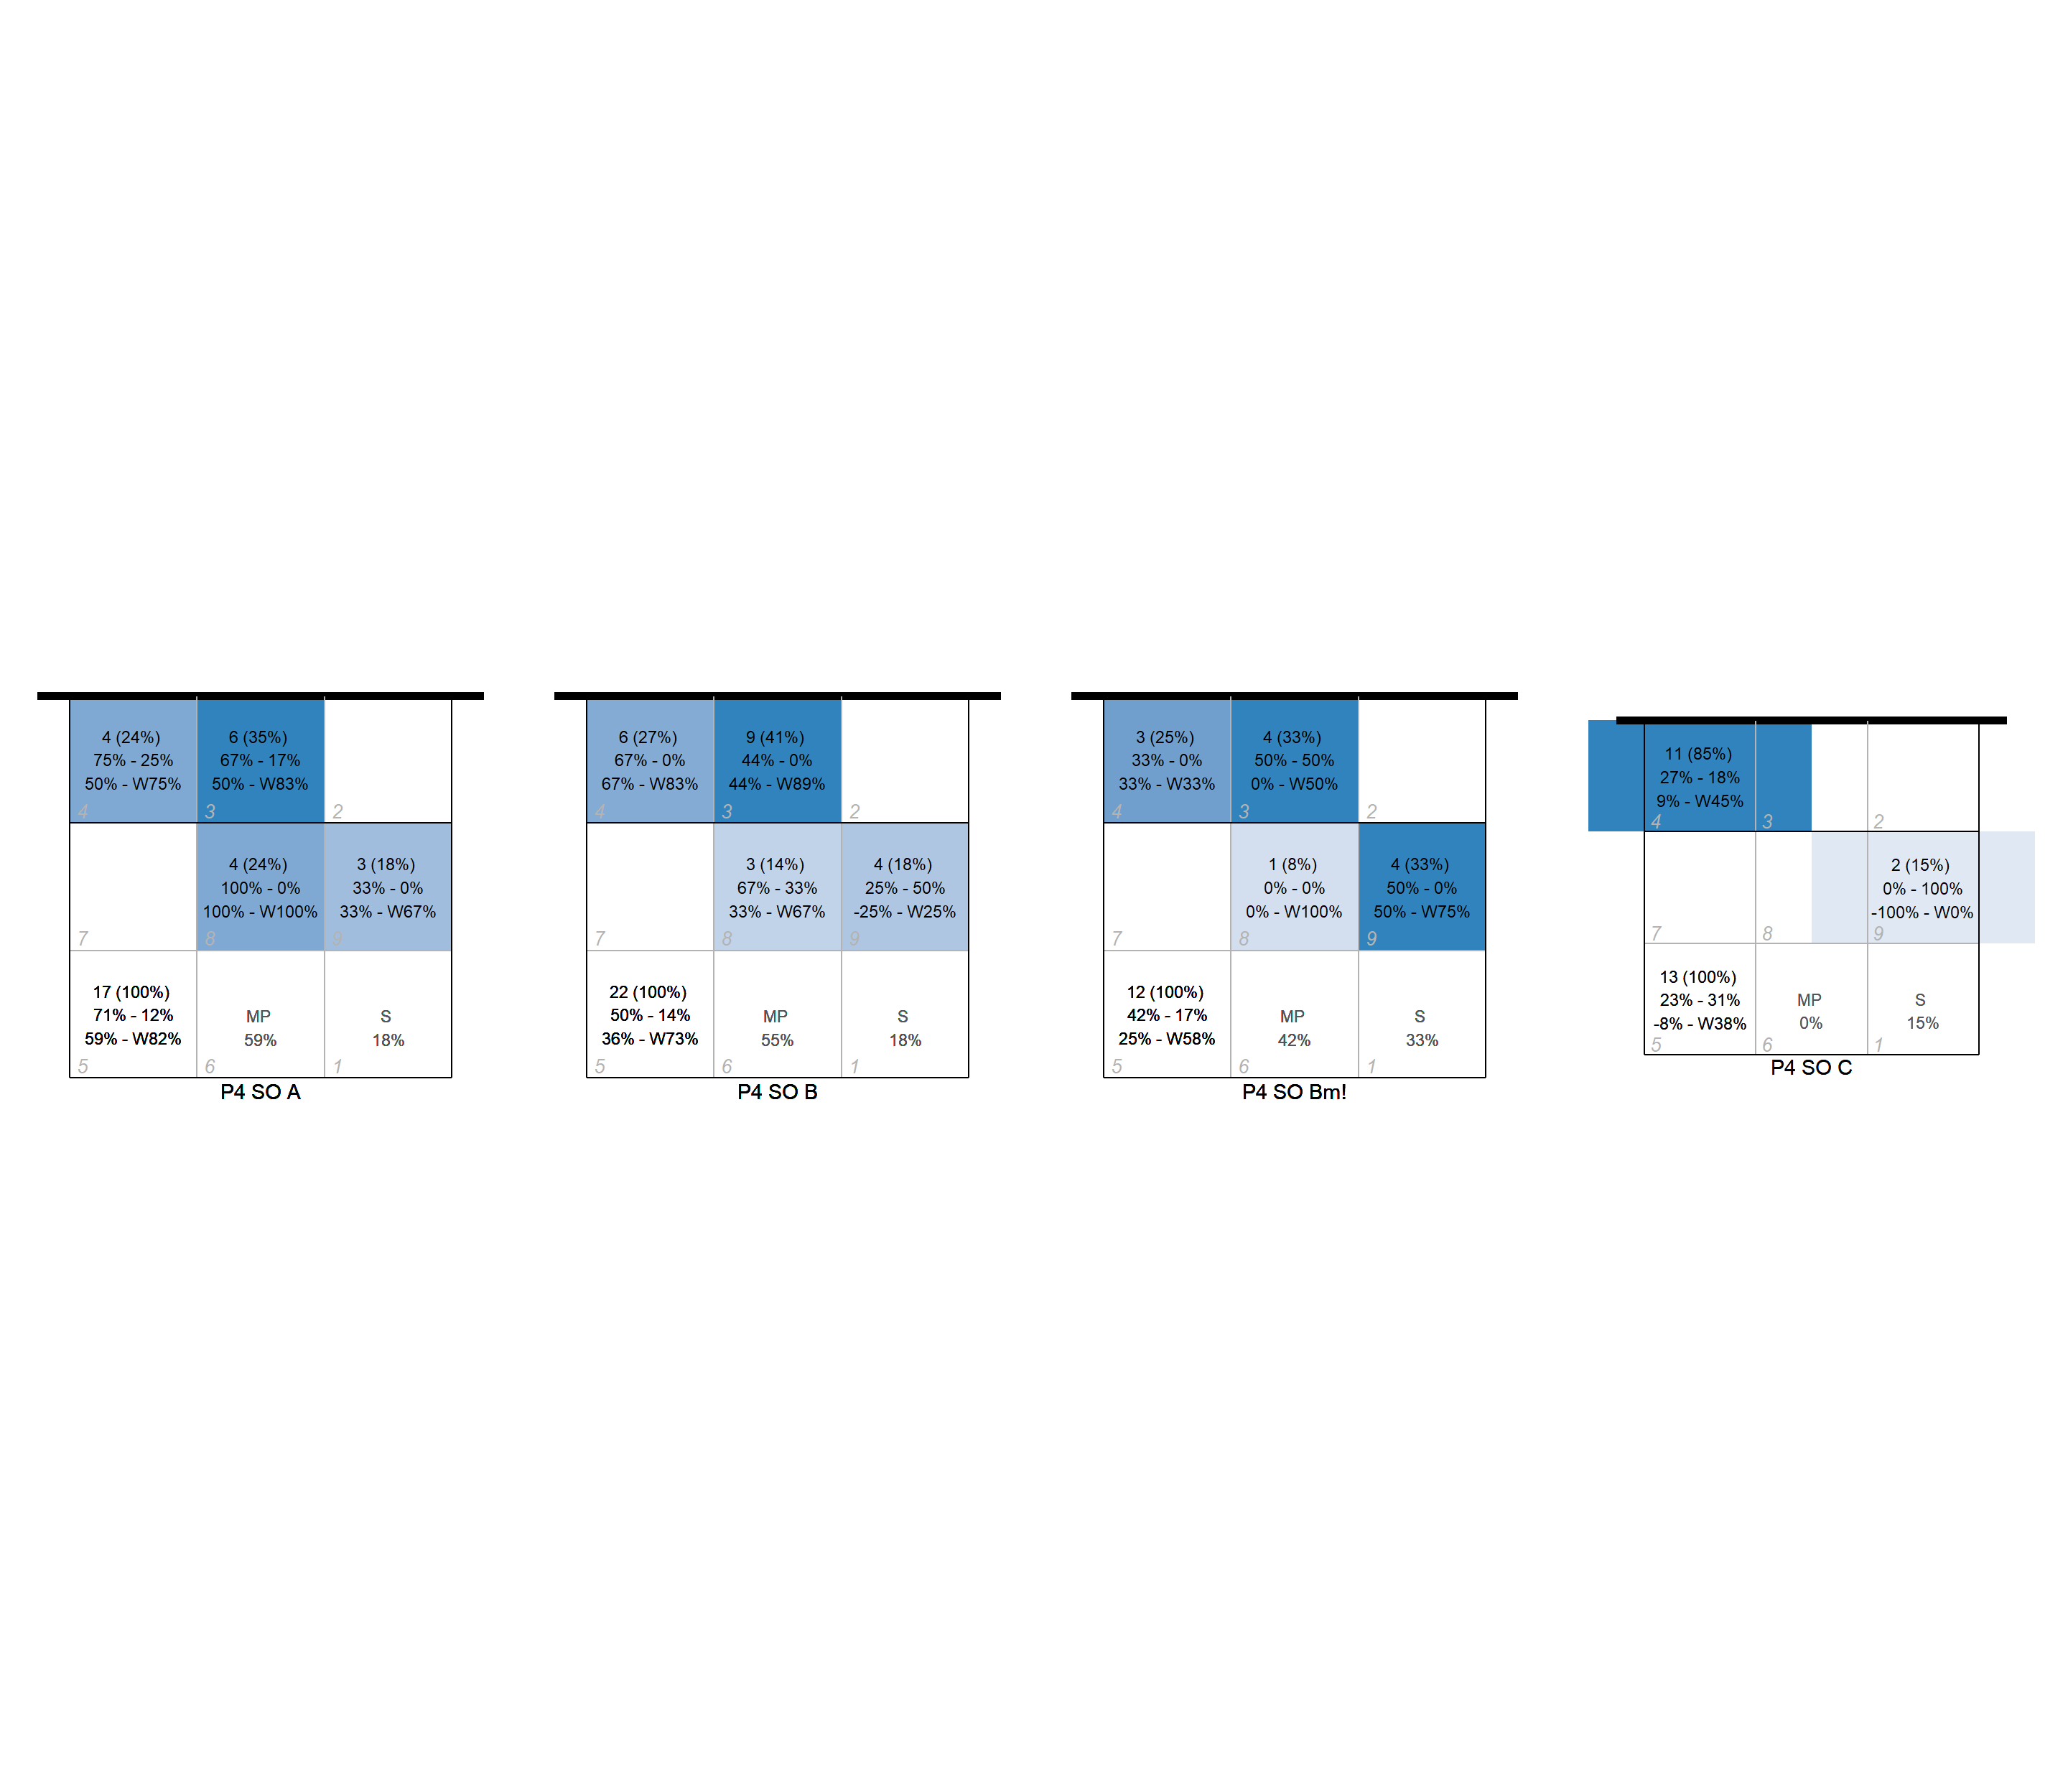 4 (24%)
75% - 25%
50% - W75%
4
6 (35%)
67% - 17%
50% - W83%
3
2
7
4 (24%)
100% - 0%
100% - W100%
8
3 (18%)
33% - 0%
33% - W67%
9
17 (100%)
71% - 12%
59% - W82%
5
MP
59%
6
S
18%
1
P4 SO A
6 (27%)
67% - 0%
67% - W83%
4
9 (41%)
44% - 0%
44% - W89%
3
2
7
3 (14%)
67% - 33%
33% - W67%
8
4 (18%)
25% - 50%
-25% - W25%
9
22 (100%)
50% - 14%
36% - W73%
5
MP
55%
6
S
18%
1
P4 SO B
3 (25%)
33% - 0%
33% - W33%
4
4 (33%)
50% - 50%
0% - W50%
3
2
7
1 (8%)
0% - 0%
0% - W100%
8
4 (33%)
50% - 0%
50% - W75%
9
12 (100%)
42% - 17%
25% - W58%
5
MP
42%
6
S
33%
1
P4 SO Bm!
11 (85%)
27% - 18%
9% - W45%
4
3
2
7
8
2 (15%)
0% - 100%
-100% - W0%
9
13 (100%)
23% - 31%
-8% - W38%
5
MP
0%
6
S
15%
1
P4 SO C